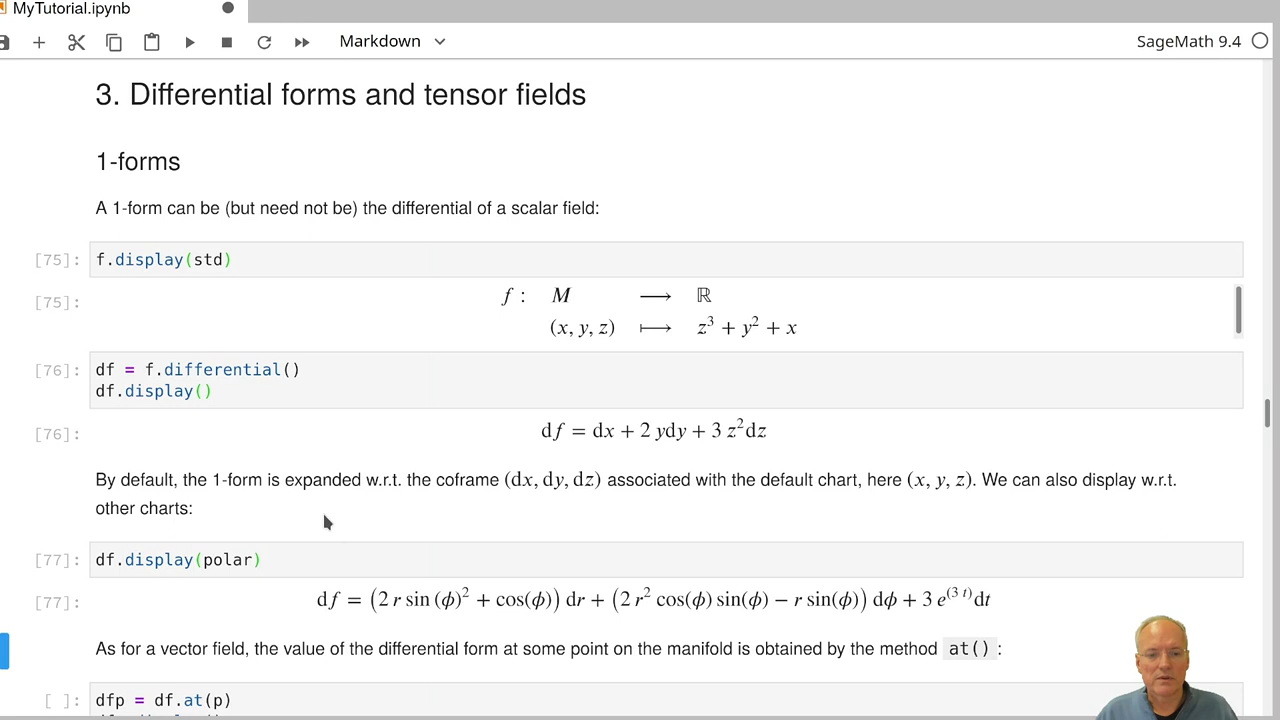 MyTutorial.ipynb
Markdown
SageMath 9.4
3. Differential forms and tensor fields
1-forms
A 1-form can be (but need not be) the differential of a scalar field:
[75]: f.display(std)
[75]: f : M ⟶ ℝ
(x, y, z) ⟼ z³ + y² + x
[76]: df = f.differential()
df.display()
[76]: df = dx + 2 ydy + 3 z²dz
By default, the 1-form is expanded w.r.t. the coframe (dx, dy, dz) associated with the default chart, here (x, y, z). We can also display w.r.t.
other charts:
[77]: df.display(polar)
[77]: df = (2 r sin (ϕ)² + cos(ϕ)) dr + (2 r² cos(ϕ) sin(ϕ) − r sin(ϕ)) dϕ + 3 e^(3 t)dt
As for a vector field, the value of the differential form at some point on the manifold is obtained by the method at() :
[ ]: dfp = df.at(p)